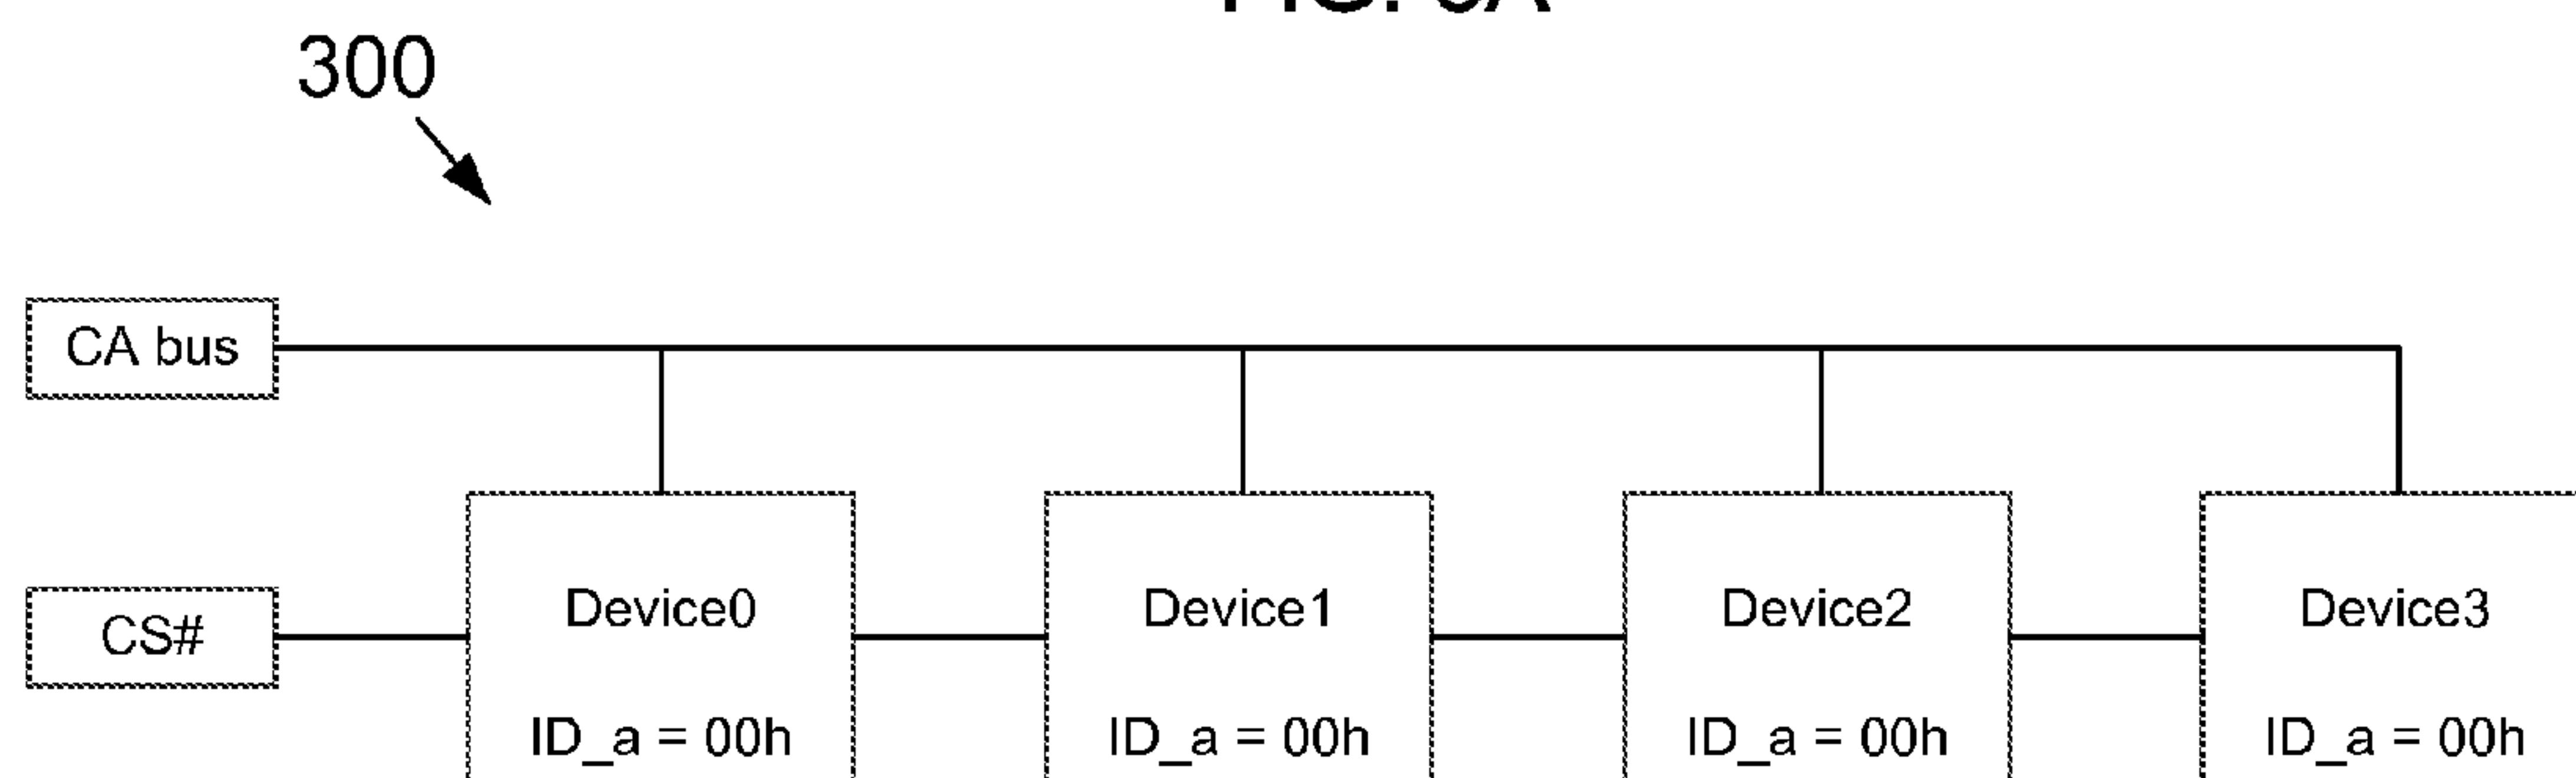 300
CA bus
CS#
Device0
Device1
Device2
Device3
ID_a = 00h
ID_a = 00h
ID_a = 00h
ID_a = 00h